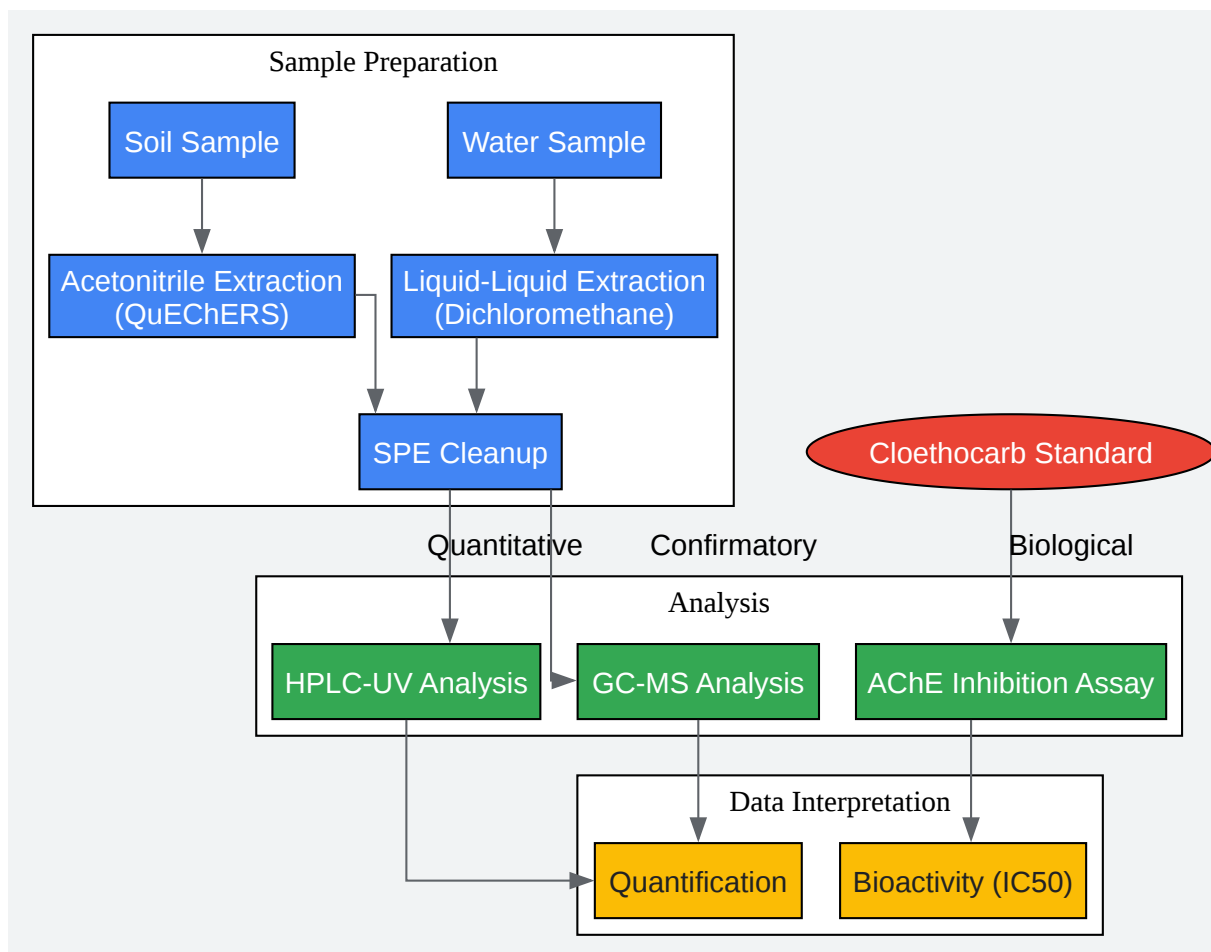 Sample Preparation
Soil Sample
Water Sample
Acetonitrile Extraction
(QuEChERS)
Liquid-Liquid Extraction
(Dichloromethane)
SPE Cleanup
Cloethocarb Standard
Quantitative
Confirmatory
Biological
Analysis
HPLC-UV Analysis
GC-MS Analysis
AChE Inhibition Assay
Data Interpretation
Quantification
Bioactivity (IC50)